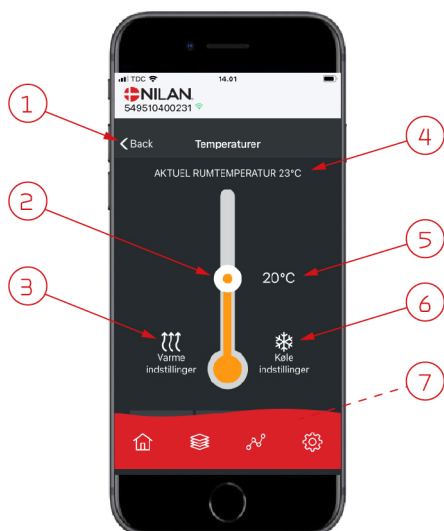 TDC 14.01
NILAN
549510400231
Back Temperaturer
AKTUEL RUMTEMPERATUR 23°C
20°C
Varme
indstillinger
Køle
indstillinger
1
2
3
4
5
6
7